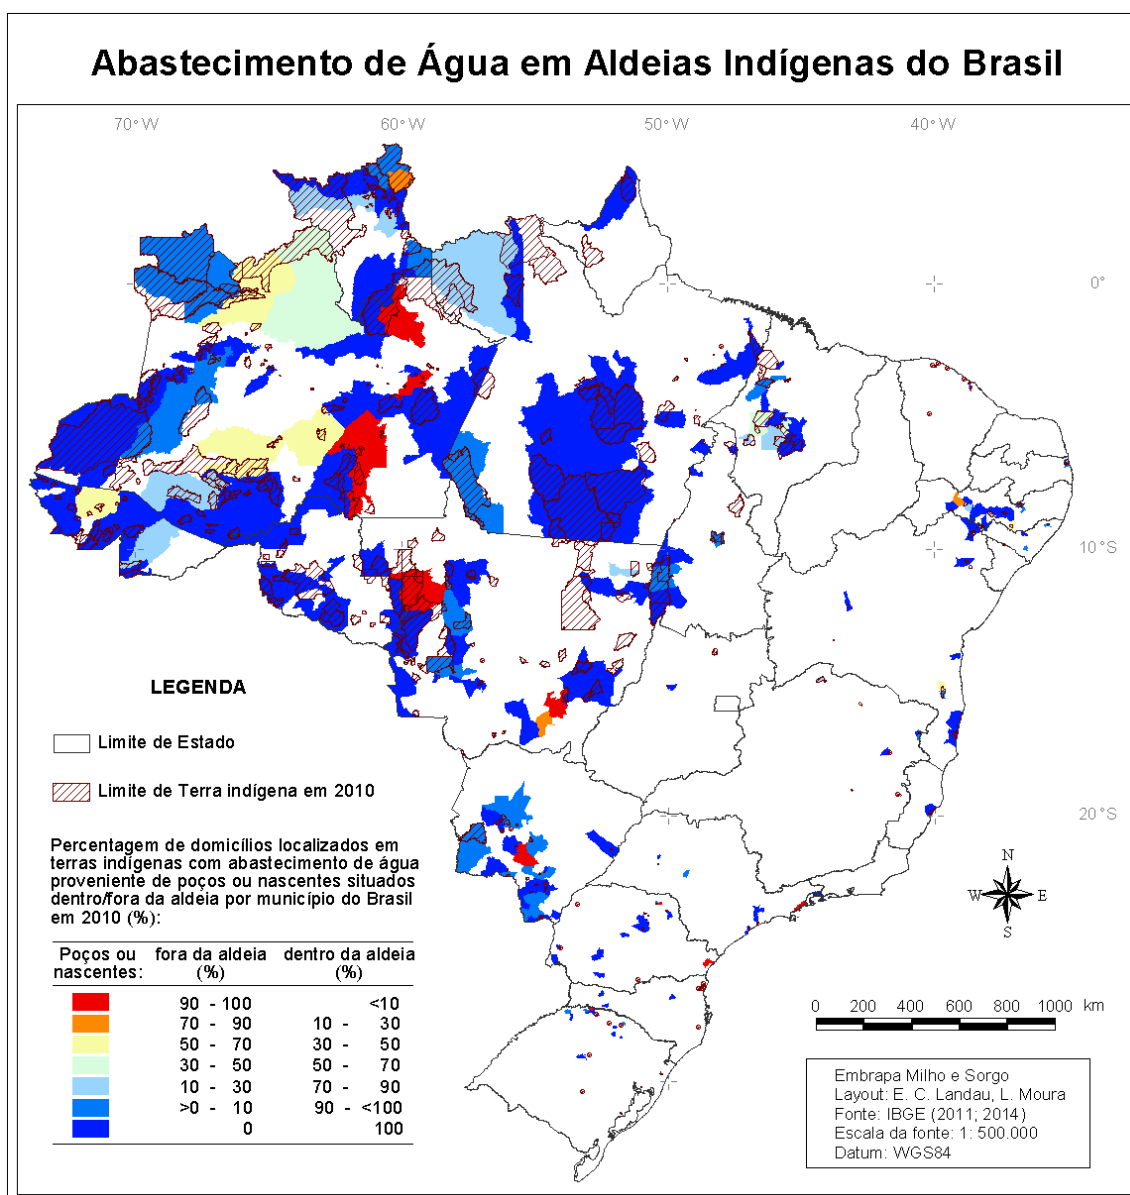 Abastecimento de Água em Aldeias Indígenas do Brasil
70°W 60°W 50°W 40°W
0°
10°S
20°S
LEGENDA
Limite de Estado
Limite de Terra indígena em 2010
Percentagem de domicílios localizados em
terras indígenas com abastecimento de água
proveniente de poços ou nascentes situados
dentro/fora da aldeia por município do Brasil
em 2010 (%):
Poços ou fora da aldeia dentro da aldeia
nascentes: (%) (%)
90 - 100 <10
70 - 90 10 - 30
50 - 70 30 - 50
30 - 50 50 - 70
10 - 30 70 - 90
>0 - 10 90 - <100
0 100
N
W E
S
0 200 400 600 800 1000 km
Embrapa Milho e Sorgo
Layout: E. C. Landau, L. Moura
Fonte: IBGE (2011; 2014)
Escala da fonte: 1: 500.000
Datum: WGS84